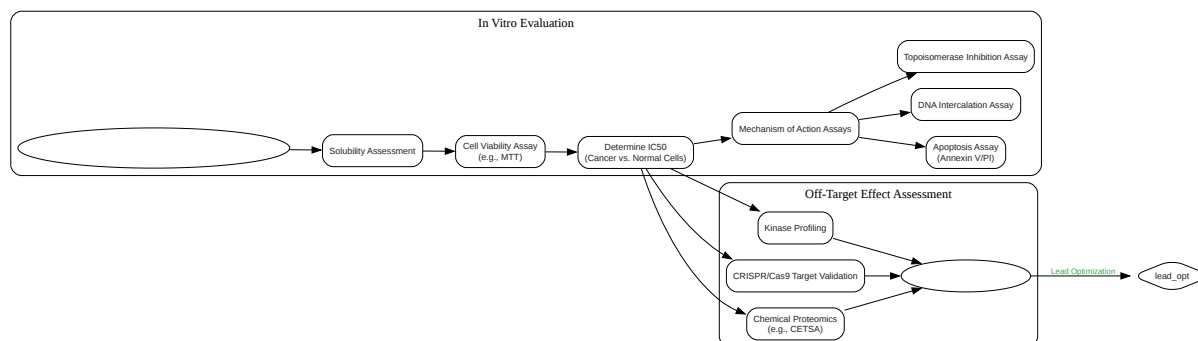 In Vitro Evaluation
Topoisomerase Inhibition Assay
DNA Intercalation Assay
Mechanism of Action Assays
Solubility Assessment
Cell Viability Assay
(e.g., MTT)
Determine IC50
(Cancer vs. Normal Cells)
Apoptosis Assay
(Annexin V/PI)
Off-Target Effect Assessment
Kinase Profiling
CRISPR/Cas9 Target Validation
Lead Optimization
lead_opt
Chemical Proteomics
(e.g., CETSA)